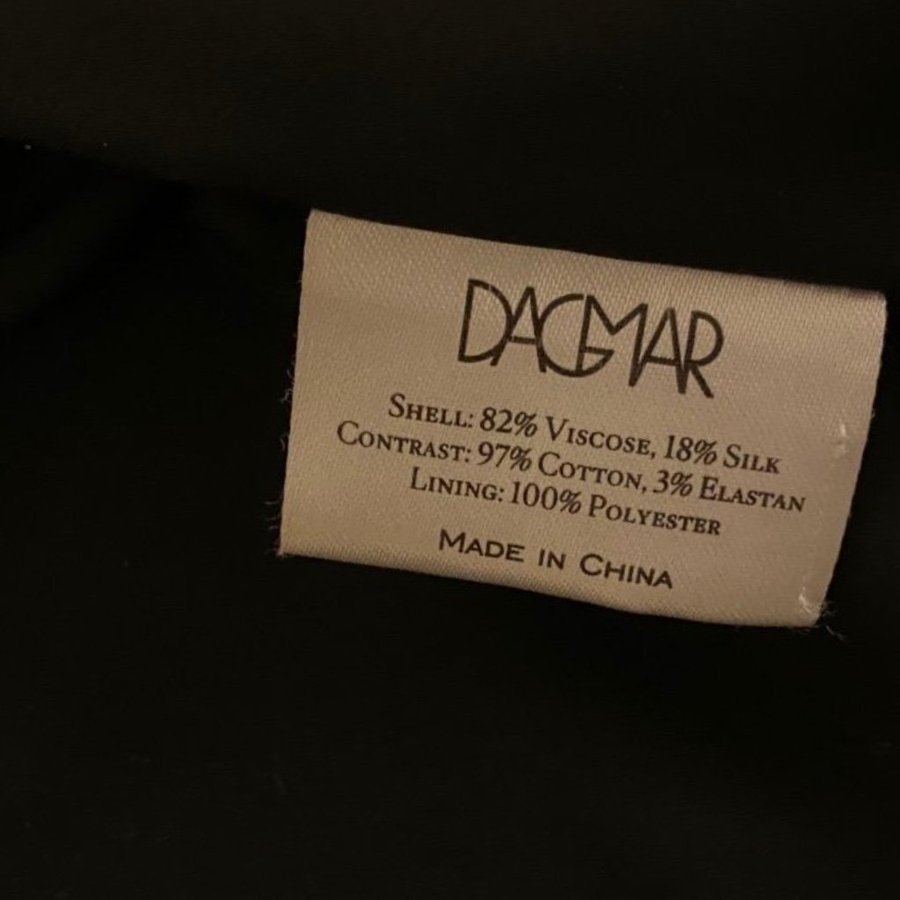 DAGMAR
SHELL: 82% VISCOSE, 18% SILK
CONTRAST: 97% COTTON, 3% ELASTAN
LINING: 100% POLYESTER
MADE IN CHINA